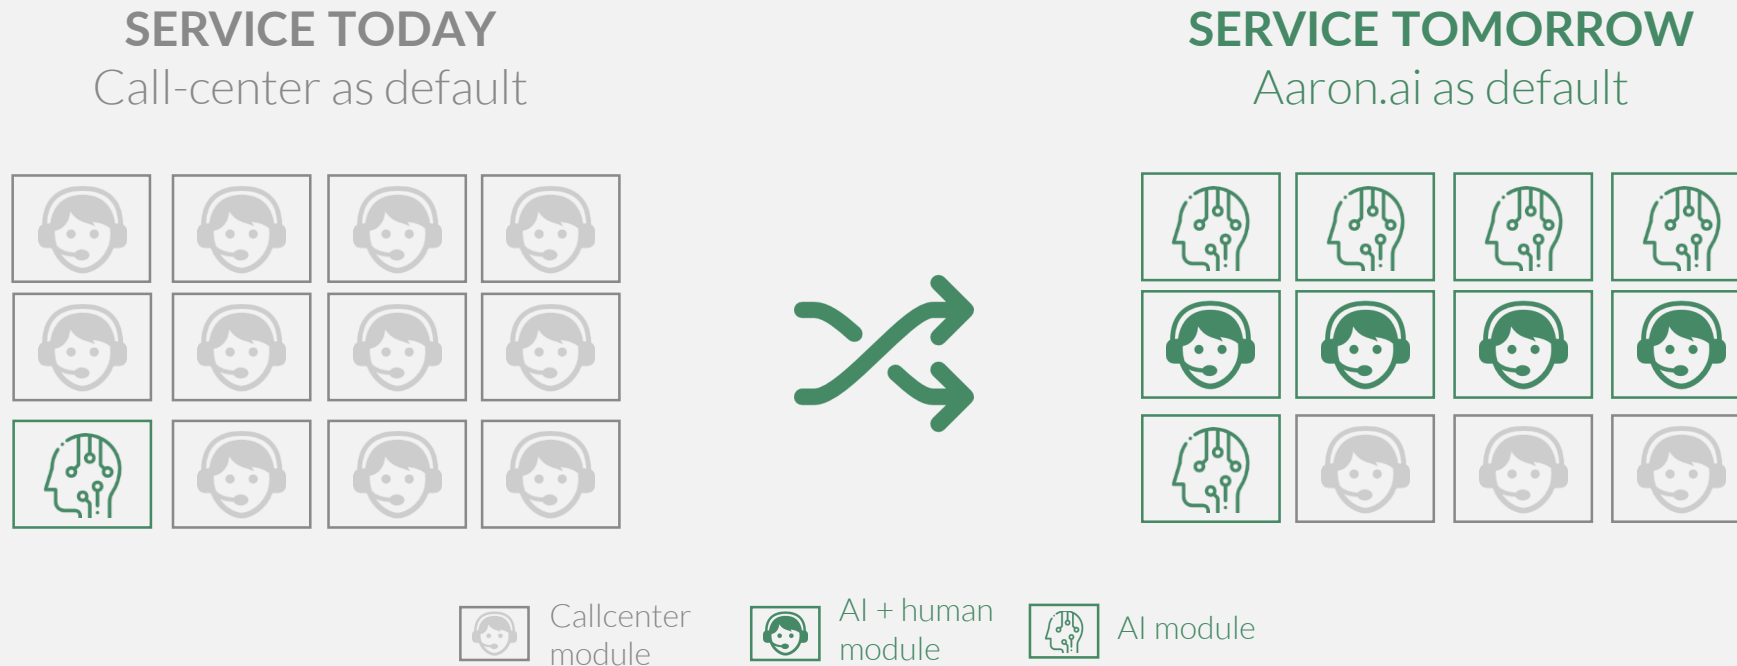 SERVICE TODAY
Call-center as default
SERVICE TOMORROW
Aaron.ai as default
Callcenter
module
AI + human
module
AI module